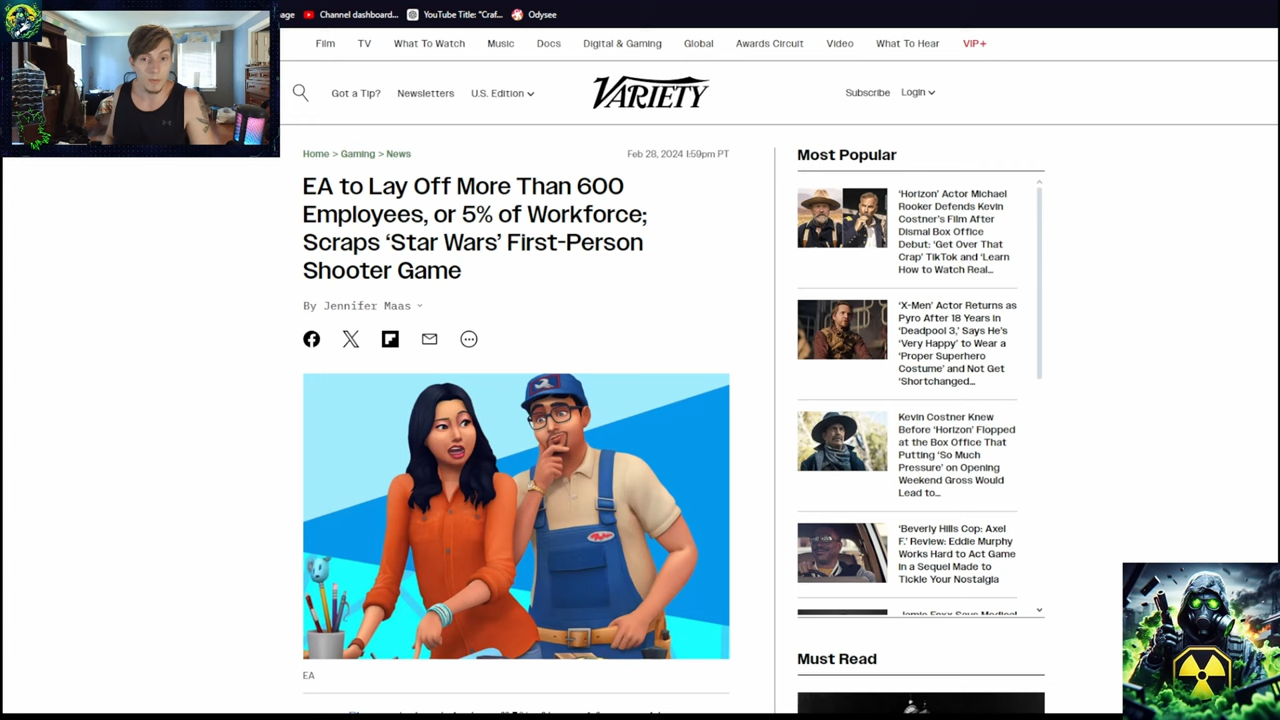 age
Channel dashboard...
YouTube Title: "Craf...
Odysee
Film
TV
What To Watch
Music
Docs
Digital & Gaming
Global
Awards Circuit
Video
What To Hear
VIP+
Got a Tip?
Newsletters
U.S. Edition
VARIETY
Subscribe
Login
Home > Gaming > News
Feb 28, 2024 1:59pm PT
EA to Lay Off More Than 600
Employees, or 5% of Workforce;
Scraps ‘Star Wars’ First-Person
Shooter Game
By Jennifer Maas
EA
Most Popular
‘Horizon’ Actor Michael
Rooker Defends Kevin
Costner’s Film After
Dismal Box Office
Debut: ‘Get Over That
Crap’ TikTok and ‘Learn
How to Watch Real...
‘X-Men’ Actor Returns as
Pyro After 18 Years in
‘Deadpool 3,’ Says He’s
‘Very Happy’ to Wear a
‘Proper Superhero
Costume’ and Not Get
‘Shortchanged...
Kevin Costner Knew
Before ‘Horizon’ Flopped
at the Box Office That
Putting ‘So Much
Pressure’ on Opening
Weekend Gross Would
Lead to...
‘Beverly Hills Cop: Axel
F.’ Review: Eddie Murphy
Works Hard to Act Game
in a Sequel Made to
Tickle Your Nostalgia
Jamie Foxx Says Medical
Must Read